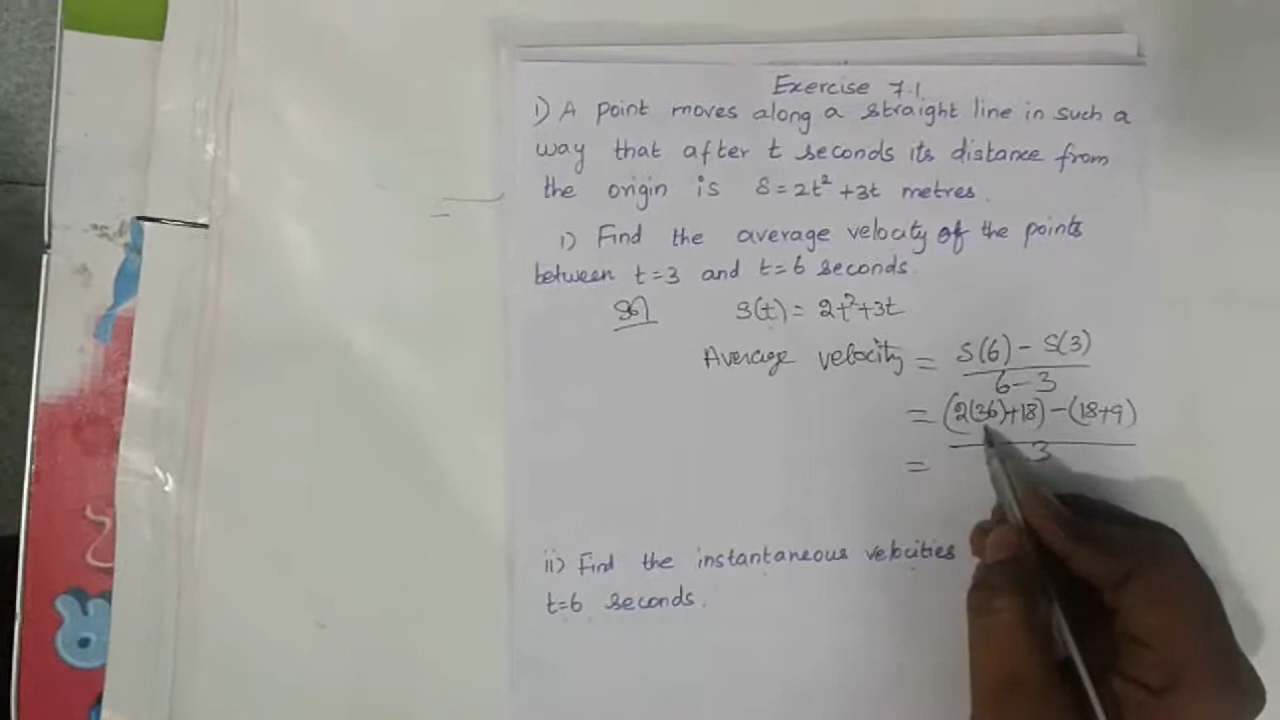 Exercise 7.1.
1) A point moves along a straight line in such a
way that after t seconds its distance from
the origin is S = 2t² + 3t metres.
i) Find the average velocity of the points
between t = 3 and t = 6 seconds.
Sol S(t) = 2t² + 3t
Average velocity = S(6) - S(3)
6 - 3
= (2(36) + 18) - (18 + 9)
3
=
ii) Find the instantaneous velocities
t = 6 seconds.